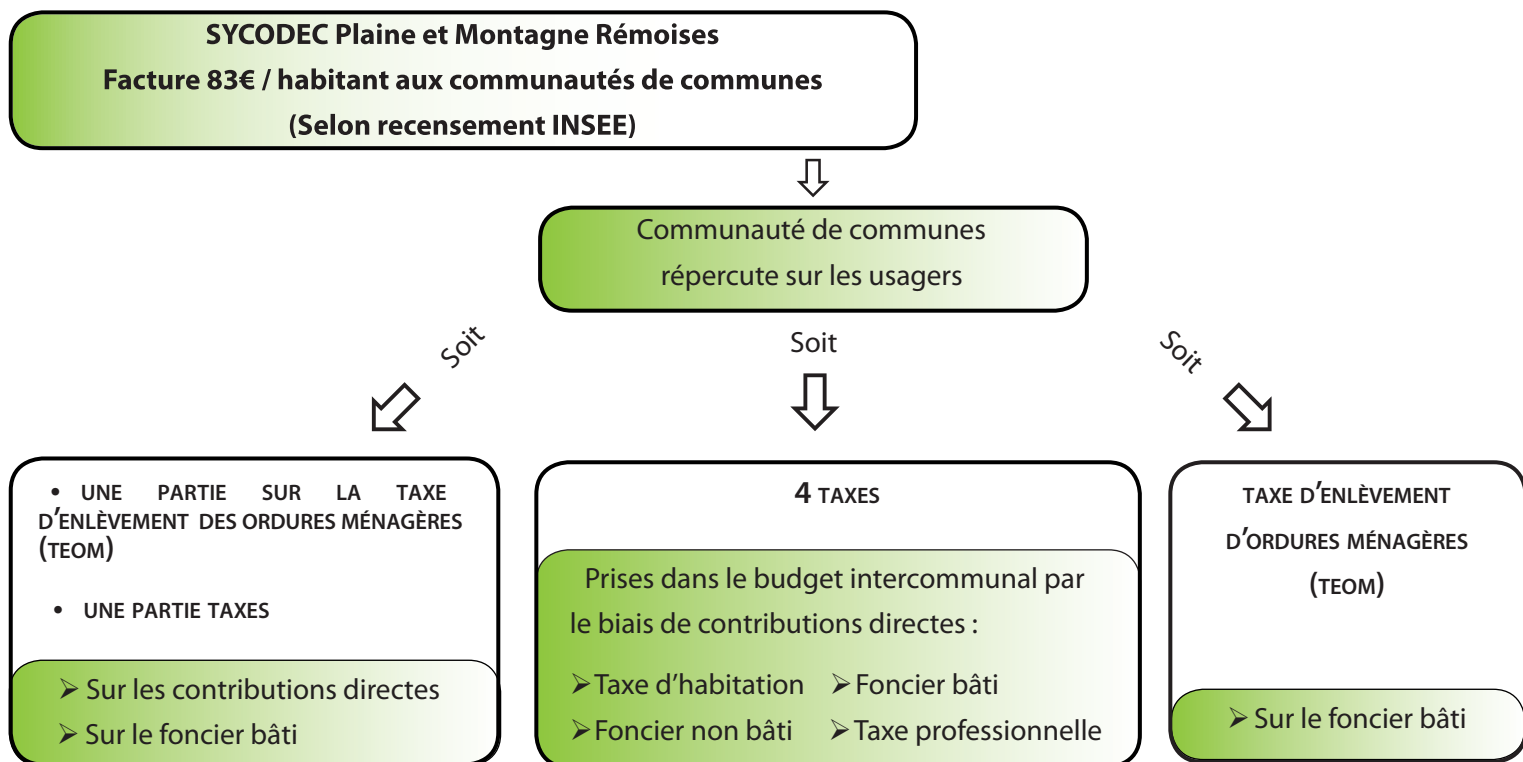 SYCODEC Plaine et Montagne Rémoises
Facture 83€ / habitant aux communautés de communes
(Selon recensement INSEE)
Communauté de communes
répercute sur les usagers
Soit
Soit
Soit
• UNE PARTIE SUR LA TAXE
D'ENLÈVEMENT DES ORDURES MÉNAGÈRES
(TEOM)
• UNE PARTIE TAXES
➢ Sur les contributions directes
➢ Sur le foncier bâti
4 TAXES
Prises dans le budget intercommunal par
le biais de contributions directes :
➢ Taxe d'habitation ➢ Foncier bâti
➢ Foncier non bâti ➢ Taxe professionnelle
TAXE D'ENLÈVEMENT
D'ORDURES MÉNAGÈRES
(TEOM)
➢ Sur le foncier bâti